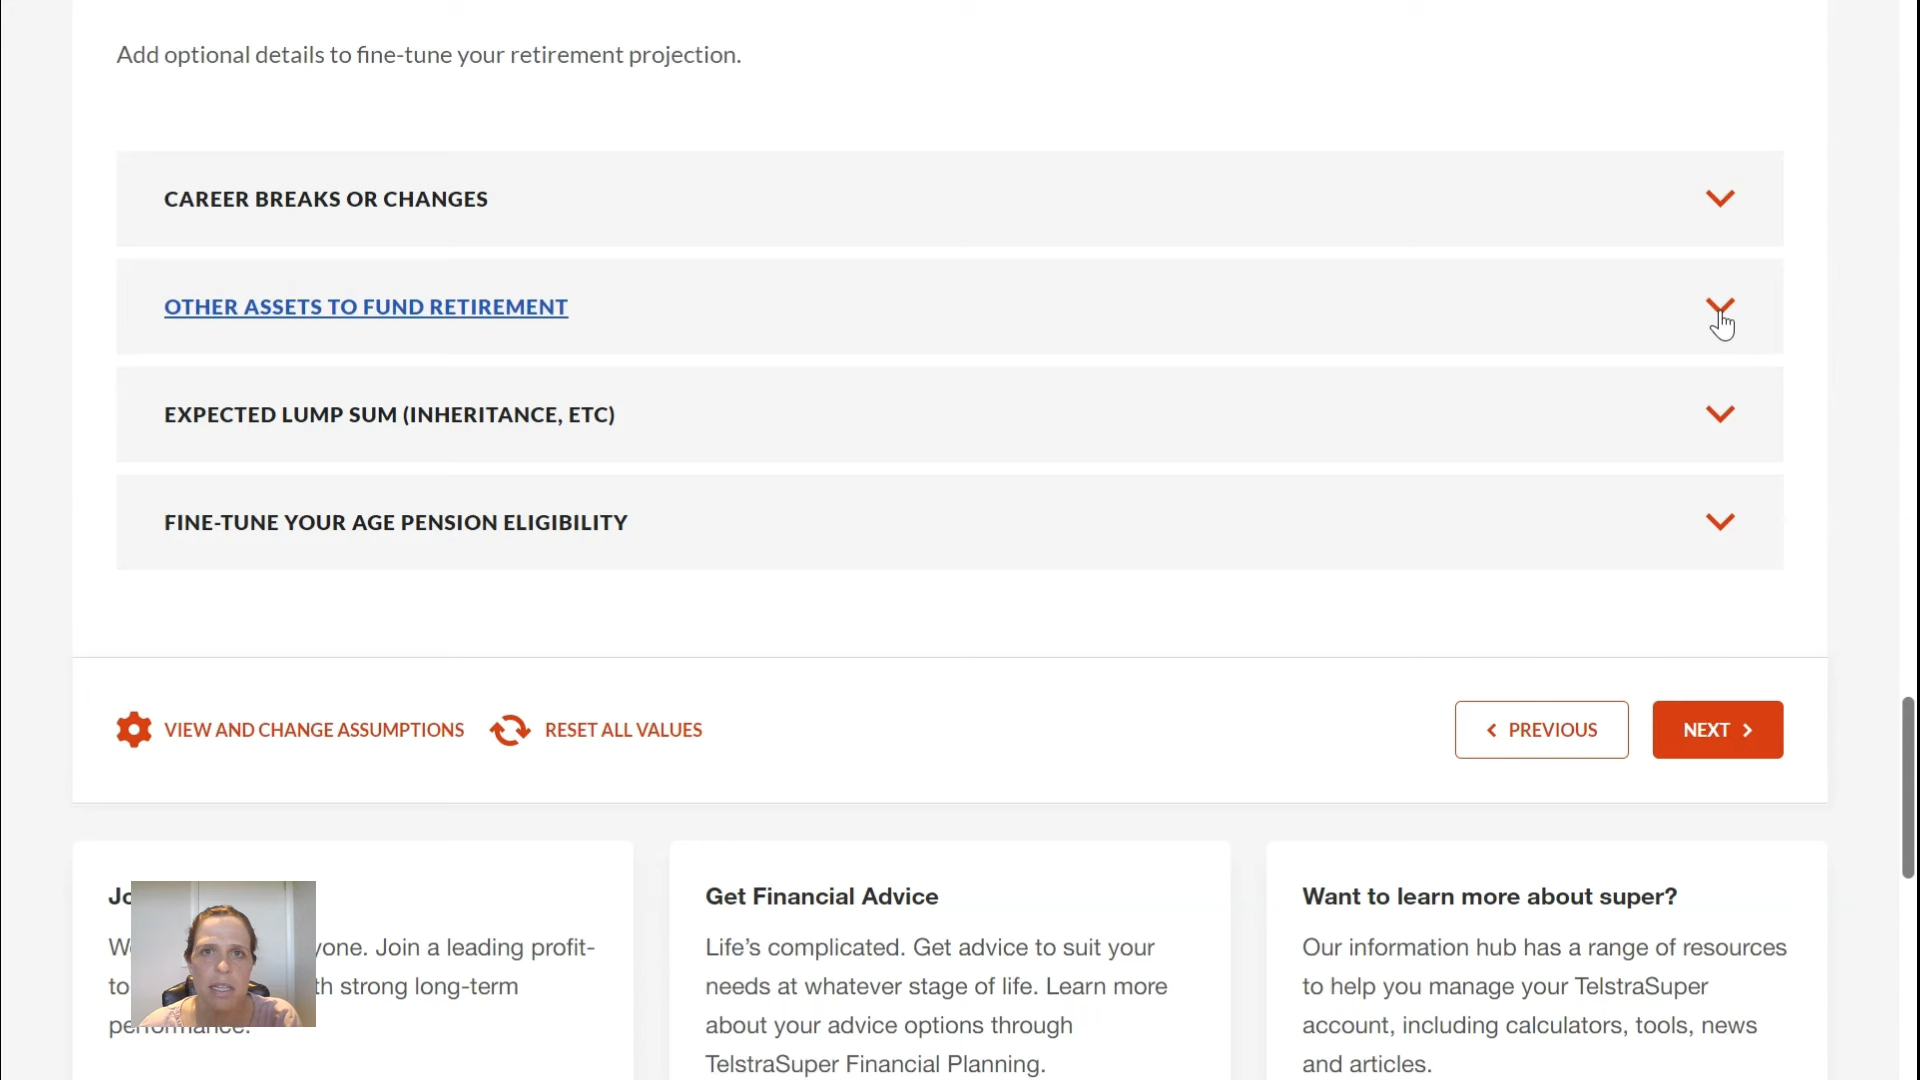 Add optional details to fine-tune your retirement projection.
CAREER BREAKS OR CHANGES
OTHER ASSETS TO FUND RETIREMENT
EXPECTED LUMP SUM (INHERITANCE, ETC)
FINE-TUNE YOUR AGE PENSION ELIGIBILITY
VIEW AND CHANGE ASSUMPTIONS
RESET ALL VALUES
PREVIOUS
NEXT
yone. Join a leading profit-
to
th strong long-term
Get Financial Advice
Life’s complicated. Get advice to suit your
needs at whatever stage of life. Learn more
about your advice options through
TelstraSuper Financial Planning.
Want to learn more about super?
Our information hub has a range of resources
to help you manage your TelstraSuper
account, including calculators, tools, news
and articles.